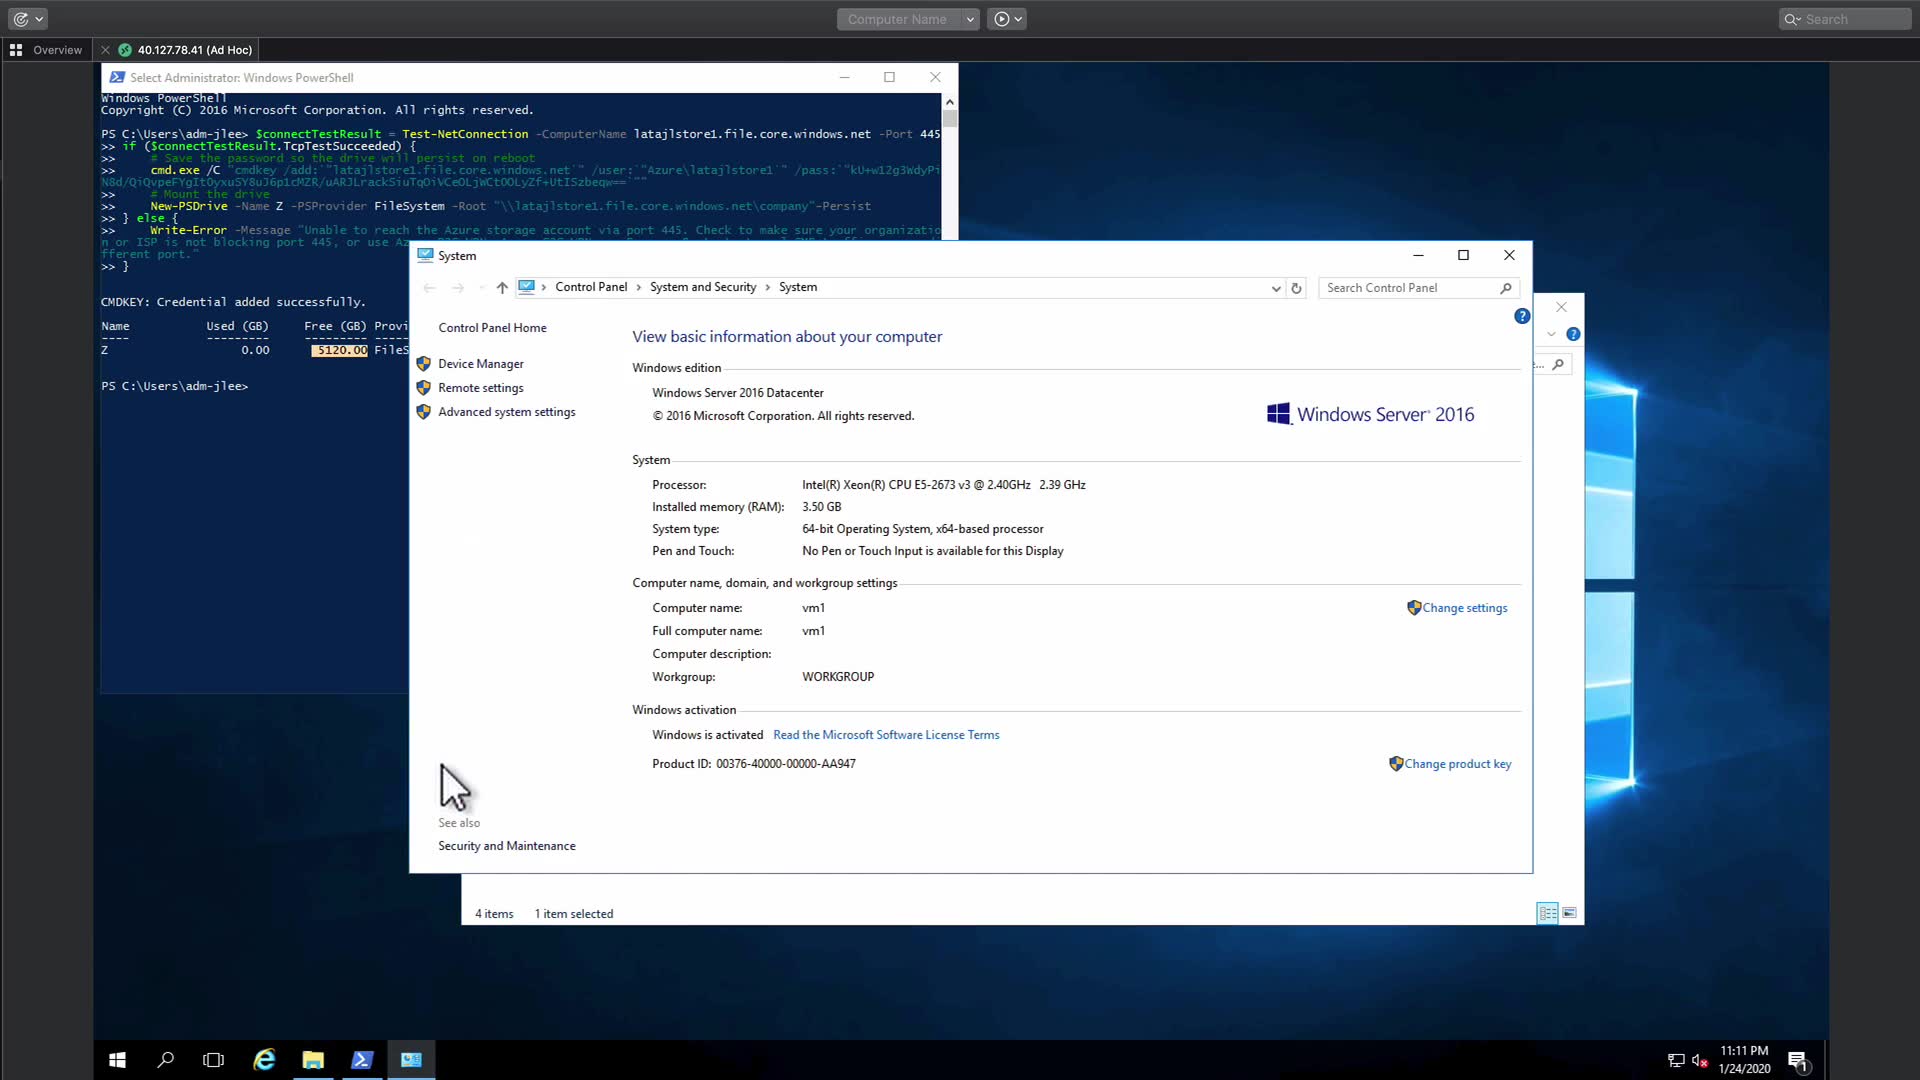 Computer Name
Search
Overview
40.127.78.41 (Ad Hoc)
Select Administrator: Windows PowerShell
Windows PowerShell
Copyright (C) 2016 Microsoft Corporation. All rights reserved.
PS C:\Users\adm-jlee> $connectTestResult = Test-NetConnection -ComputerName latajlstore1.file.core.windows.net -Port 445
>> if ($connectTestResult.TcpTestSucceeded) {
>> # Save the password so the drive will persist on reboot
>> cmd.exe /C "cmdkey /add:`"latajlstore1.file.core.windows.net`" /user:`"Azure\latajlstore1`" /pass:`"
>> # Mount the drive
>> New-PSDrive -Name Z -PSProvider FileSystem -Root "\\latajlstore1.file.core.windows.net\company"-Persist
>> } else {
>> Write-Error -Message "Unable to reach the Azure storage account via port 445. Check to make sure your organizatio
n or ISP is not blocking port 445, or use Az
fferent port."
>> }
CMDKEY: Credential added successfully.
Name Used (GB) Free (GB) Provi
---- --------- --------- -----
Z 0.00 5120.00 FileS
PS C:\Users\adm-jlee>
System
Control Panel > System and Security > System
Search Control Panel
Control Panel Home
Device Manager
Remote settings
Advanced system settings
View basic information about your computer
Windows edition
Windows Server 2016 Datacenter
© 2016 Microsoft Corporation. All rights reserved.
Windows Server 2016
System
Processor: Intel(R) Xeon(R) CPU E5-2673 v3 @ 2.40GHz 2.39 GHz
Installed memory (RAM): 3.50 GB
System type: 64-bit Operating System, x64-based processor
Pen and Touch: No Pen or Touch Input is available for this Display
Computer name, domain, and workgroup settings
Computer name: vm1
Change settings
Full computer name: vm1
Computer description:
Workgroup: WORKGROUP
Windows activation
Windows is activated Read the Microsoft Software License Terms
Product ID: 00376-40000-00000-AA947
Change product key
See also
Security and Maintenance
4 items 1 item selected
11:11 PM
1/24/2020
1